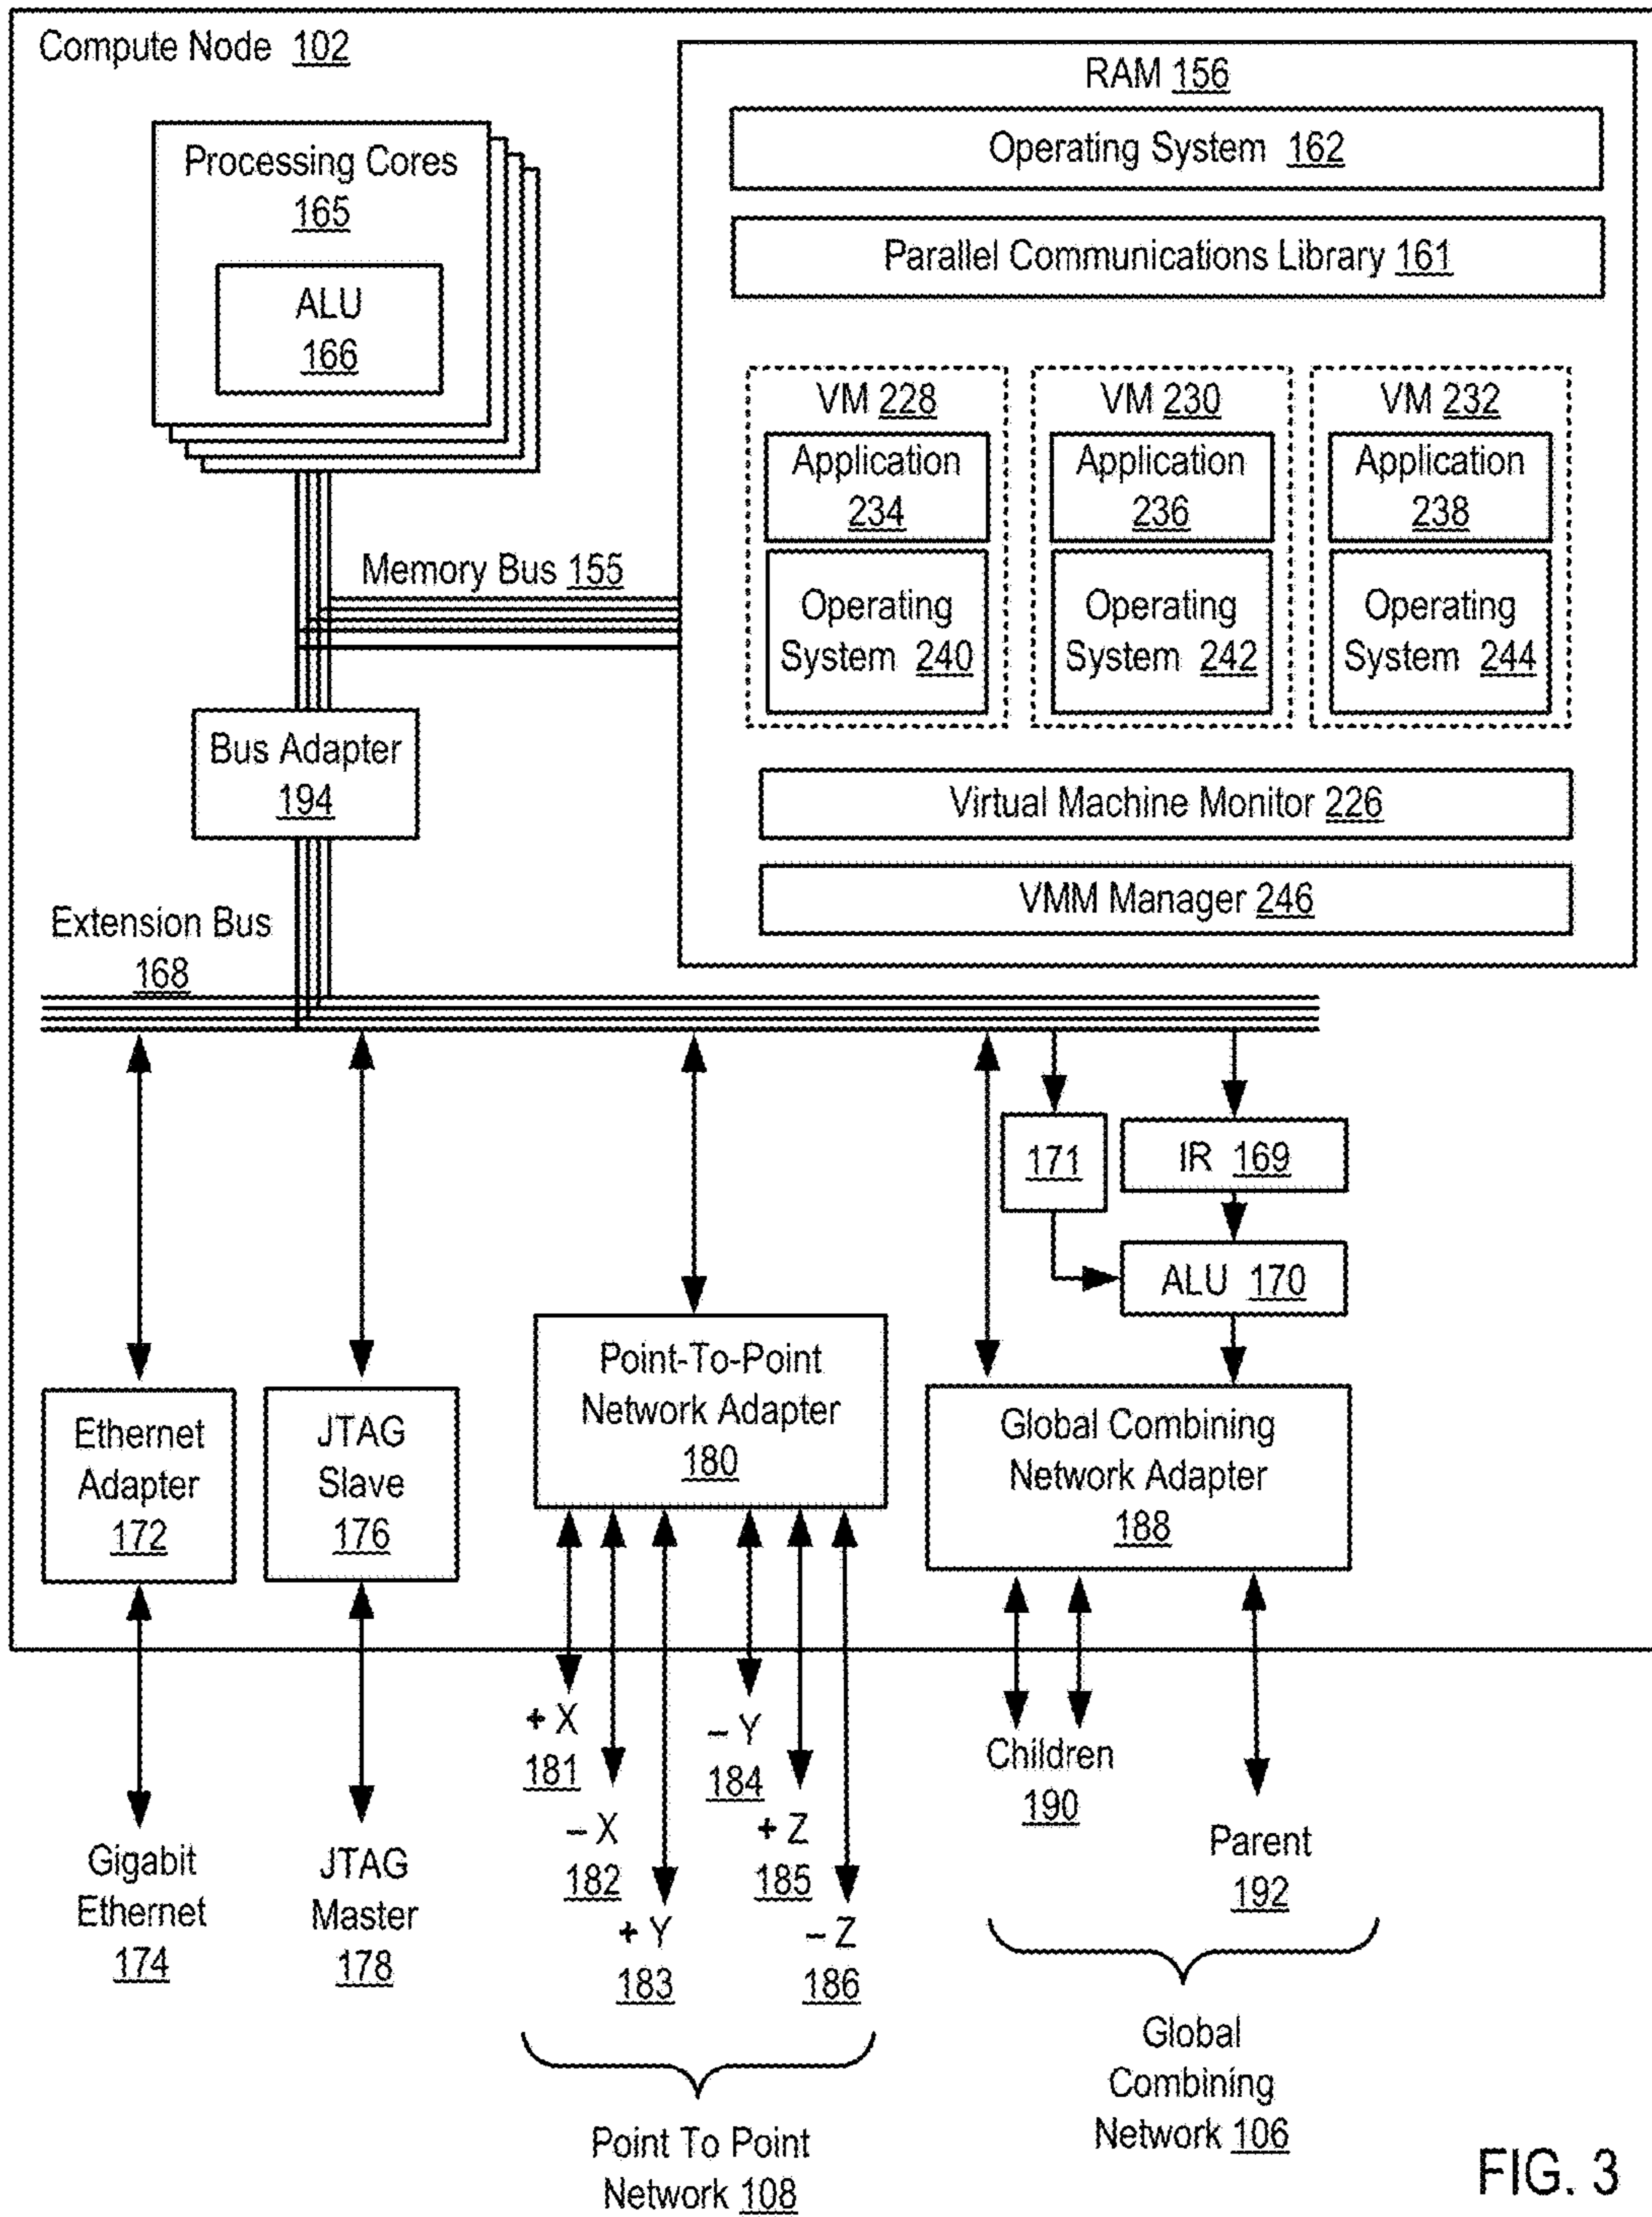 Compute Node 102
RAM 156
Operating System 162
Processing Cores
165
ALU
166
Parallel Communications Library 161
VM 228
Application
234
Operating
System 240
VM 230
Application
236
Operating
System 242
VM 232
Application
238
Operating
System 244
Memory Bus 155
Bus Adapter
194
Virtual Machine Monitor 226
VMM Manager 246
Extension Bus
168
171
IR 169
ALU 170
Ethernet
Adapter
172
JTAG
Slave
176
Point-To-Point
Network Adapter
180
Global Combining
Network Adapter
188
+ X
181
– X
182
+ Y
183
– Y
184
+ Z
185
– Z
186
Children
190
Parent
192
Gigabit
Ethernet
174
JTAG
Master
178
Point To Point
Network 108
Global
Combining
Network 106
FIG. 3